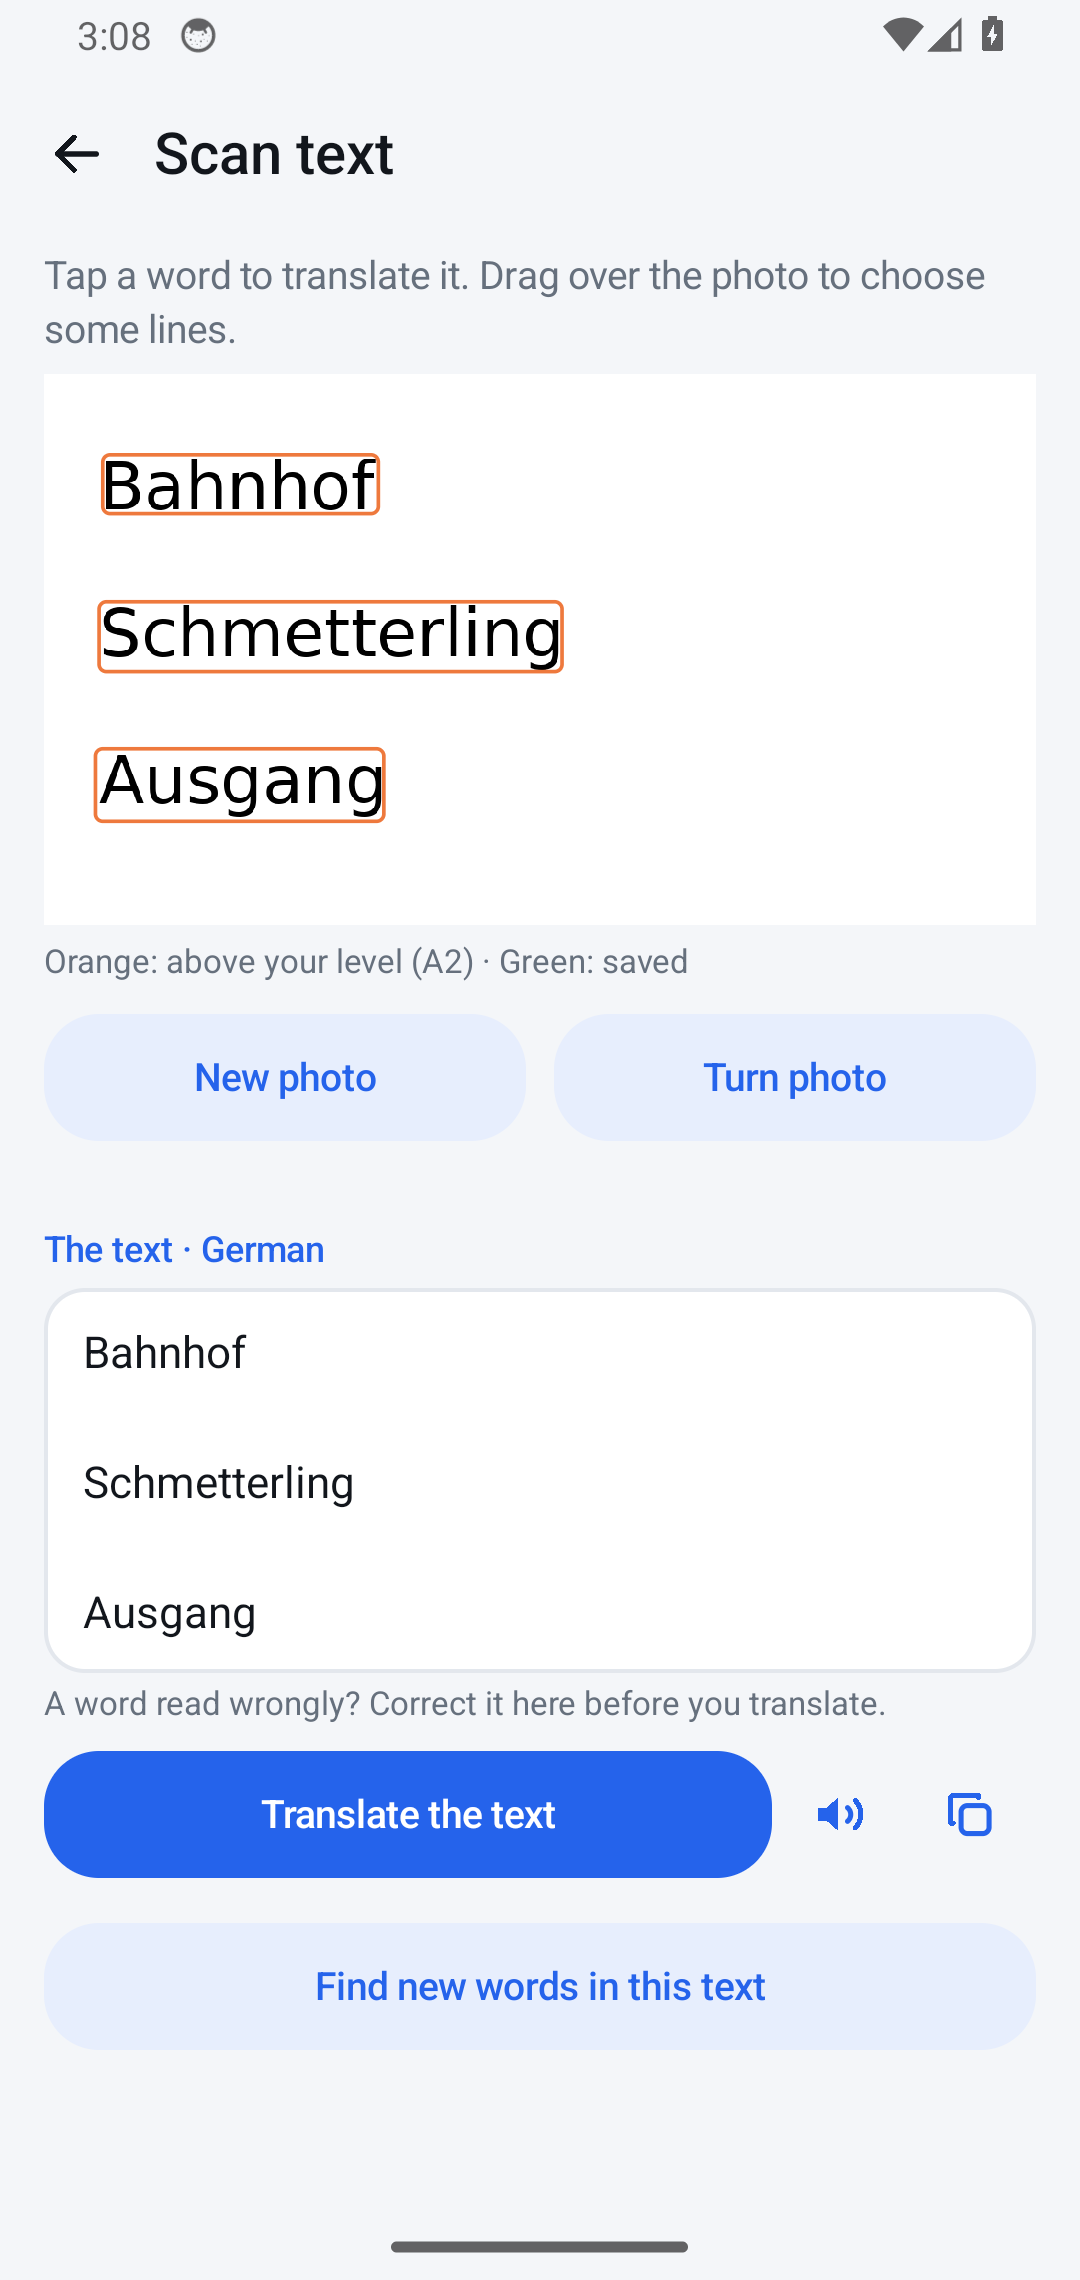 3:08
Scan text
Tap a word to translate it. Drag over the photo to choose
some lines.
Bahnhof
Schmetterling
Ausgang
Orange: above your level (A2) · Green: saved
New photo
Turn photo
The text · German
Bahnhof
Schmetterling
Ausgang
A word read wrongly? Correct it here before you translate.
Translate the text
Find new words in this text